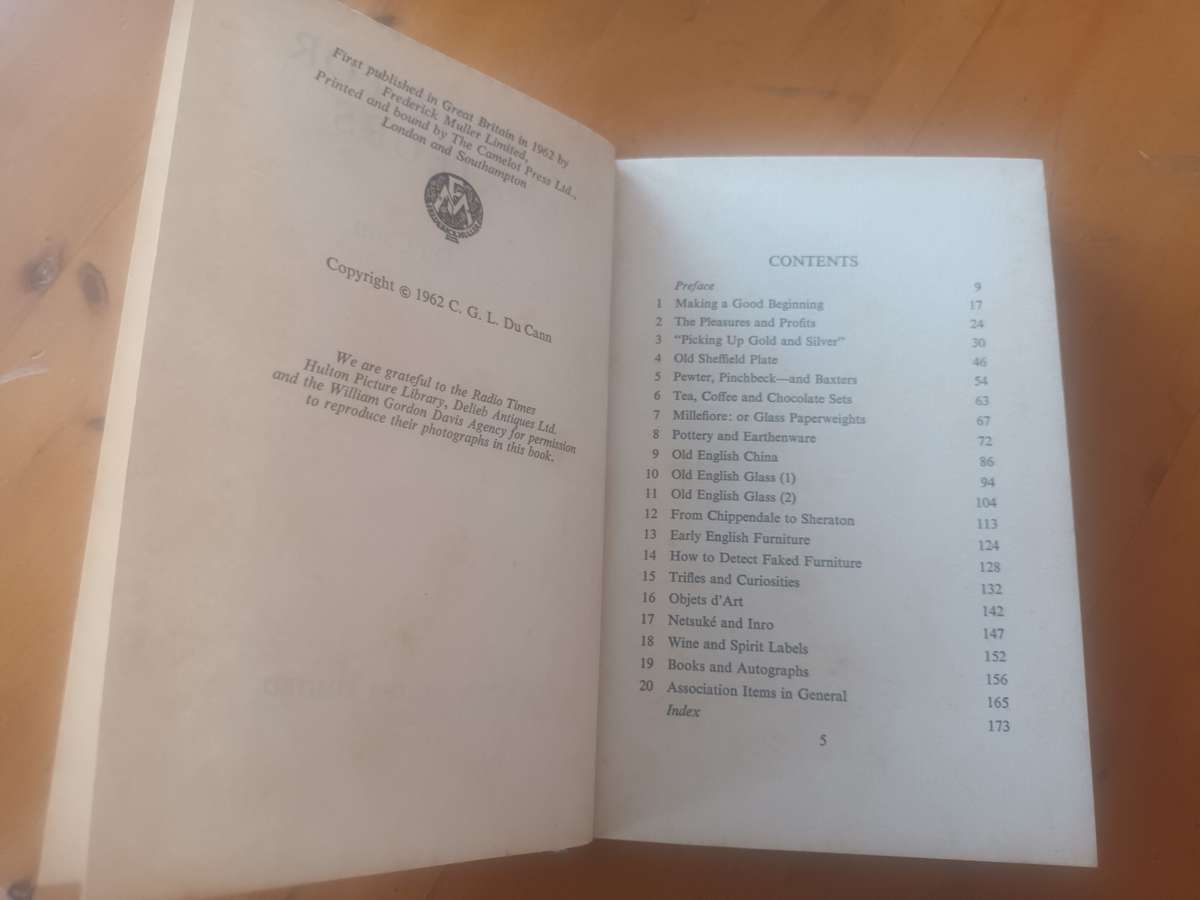 First published in Great Britain in 1962 by
Frederick Muller Limited,
Printed and bound by The Camelot Press Ltd.,
London and Southampton
Copyright © 1962 C. G. L. Du Cann
We are grateful to the Radio Times
Hulton Picture Library, Delieb Antiques Ltd.
and the William Gordon Davis Agency for permission
to reproduce their photographs in this book.
CONTENTS
Preface 9
1 Making a Good Beginning 17
2 The Pleasures and Profits 24
3 "Picking Up Gold and Silver" 30
4 Old Sheffield Plate 46
5 Pewter, Pinchbeck—and Baxters 54
6 Tea, Coffee and Chocolate Sets 63
7 Millefiore: or Glass Paperweights 67
8 Pottery and Earthenware 72
9 Old English China 86
10 Old English Glass (1) 94
11 Old English Glass (2) 104
12 From Chippendale to Sheraton 113
13 Early English Furniture 124
14 How to Detect Faked Furniture 128
15 Trifles and Curiosities 132
16 Objets d'Art 142
17 Netsuké and Inro 147
18 Wine and Spirit Labels 152
19 Books and Autographs 156
20 Association Items in General 165
Index 173
5